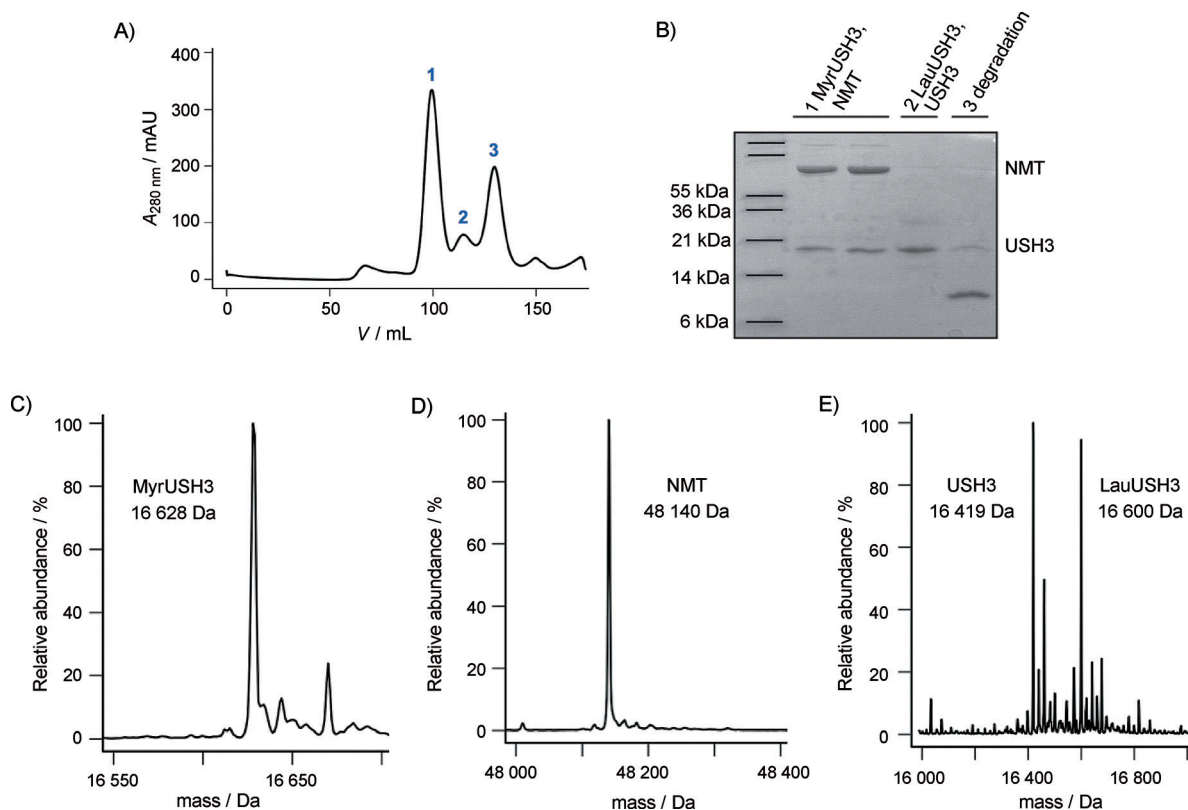 A)
400
300
200
100
0
A280 nm / mAU
1
2
3
0
50
100
150
V / mL
B)
1 MyrUSH3,
NMT
2 LauUSH3,
USH3
3 degradation
55 kDa
36 kDa
21 kDa
14 kDa
6 kDa
NMT
USH3
C)
100
80
60
40
20
0
Relative abundance / %
MyrUSH3
16 628 Da
16 550
16 650
mass / Da
D)
100
80
60
40
20
0
Relative abundance / %
NMT
48 140 Da
48 000
48 200
48 400
mass / Da
E)
100
80
60
40
20
0
Relative abundance / %
USH3
16 419 Da
LauUSH3
16 600 Da
16 000
16 400
16 800
mass / Da